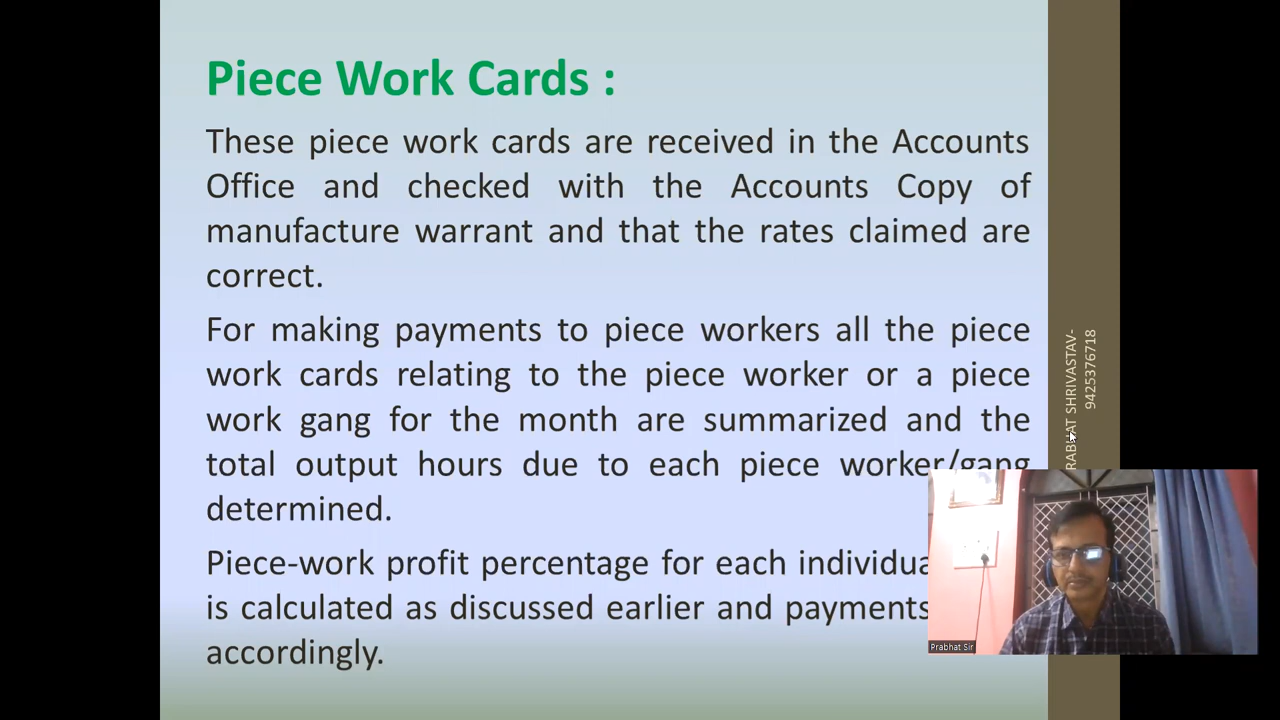 Piece Work Cards :
These piece work cards are received in the Accounts
Office and checked with the Accounts Copy of
manufacture warrant and that the rates claimed are
correct.
For making payments to piece workers all the piece
work cards relating to the piece worker or a piece
work gang for the month are summarized and the
total output hours due to each piece worker/gang
determined.
Piece-work profit percentage for each
is calculated as discussed earlier and payments
accordingly.
SHRIVASTAV-
9425376718
Prabhat Sir